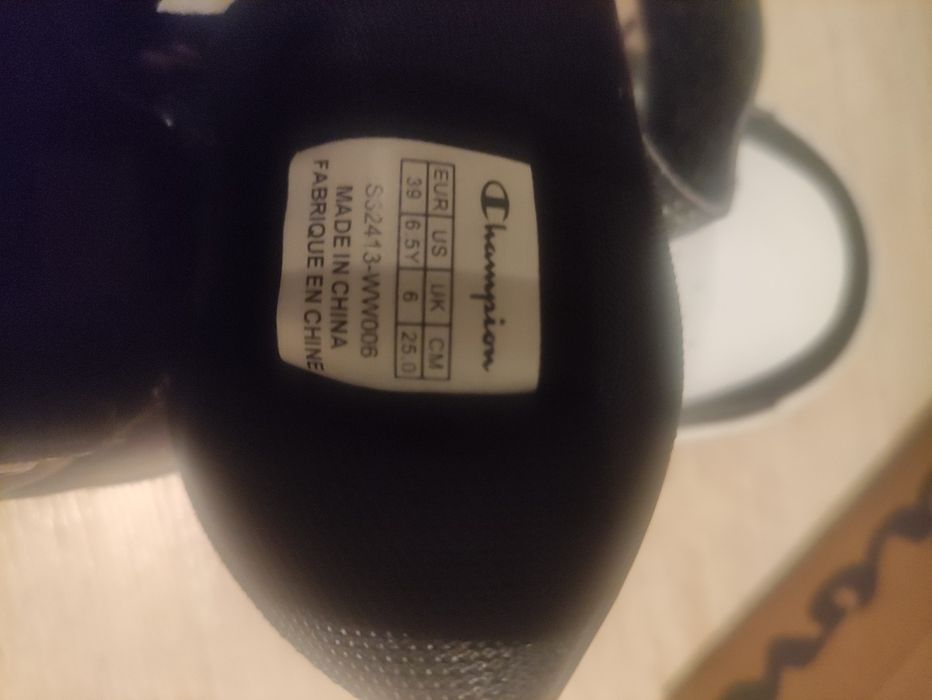 Champion
EUR US UK CM
39 6.5Y 6 25.0
S32413-WW006
MADE IN CHINA
FABRIQUE EN CHINE